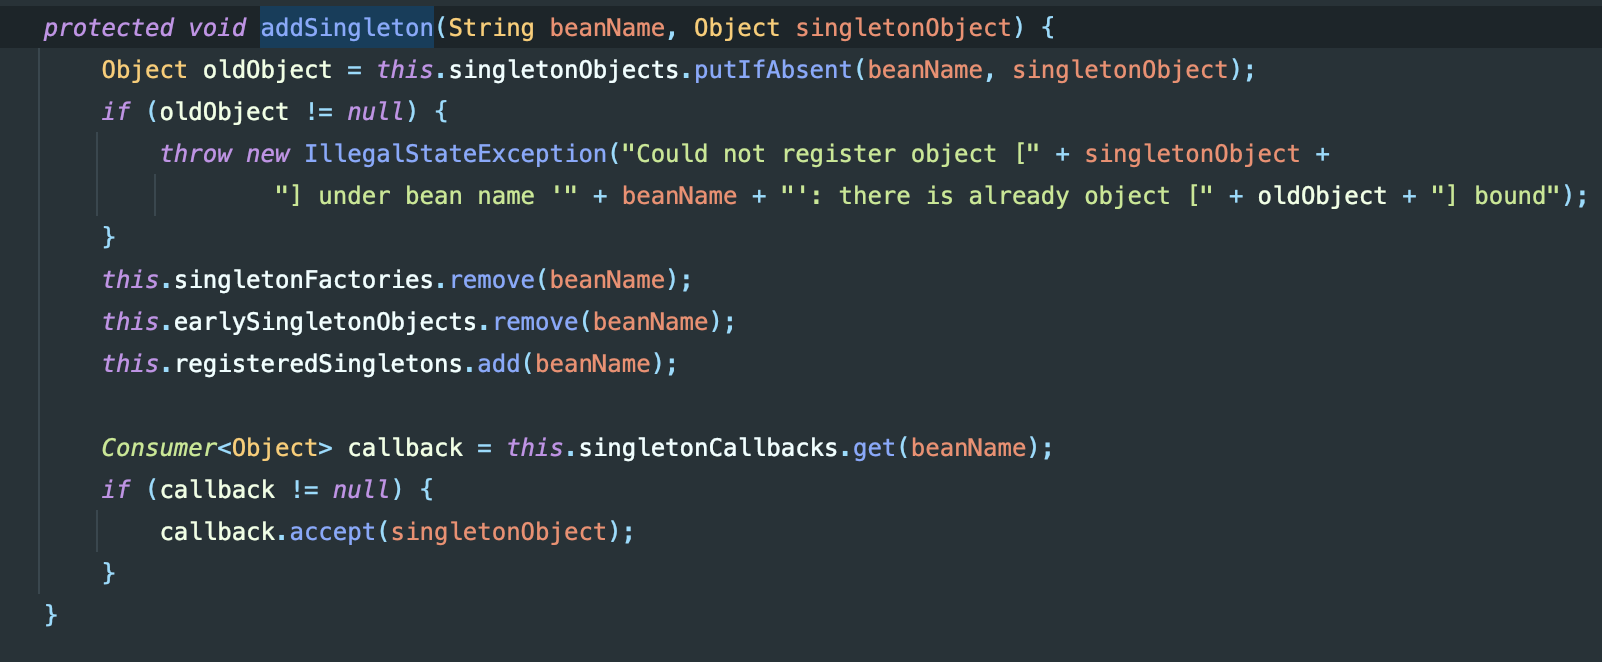 protected void addSingleton(String beanName, Object singletonObject) {
Object oldObject = this.singletonObjects.putIfAbsent(beanName, singletonObject);
if (oldObject != null) {
throw new IllegalStateException("Could not register object [" + singletonObject +
"] under bean name '" + beanName + "': there is already object [" + oldObject + "] bound");
}
this.singletonFactories.remove(beanName);
this.earlySingletonObjects.remove(beanName);
this.registeredSingletons.add(beanName);
Consumer<Object> callback = this.singletonCallbacks.get(beanName);
if (callback != null) {
callback.accept(singletonObject);
}
}